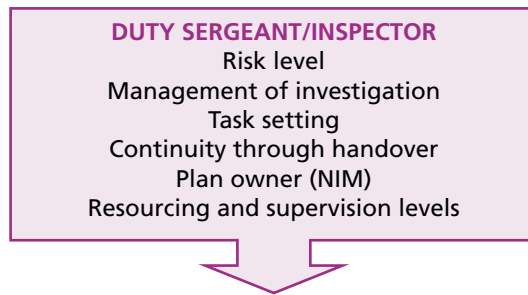 DUTY SERGEANT/INSPECTOR
Risk level
Management of investigation
Task setting
Continuity through handover
Plan owner (NIM)
Resourcing and supervision levels